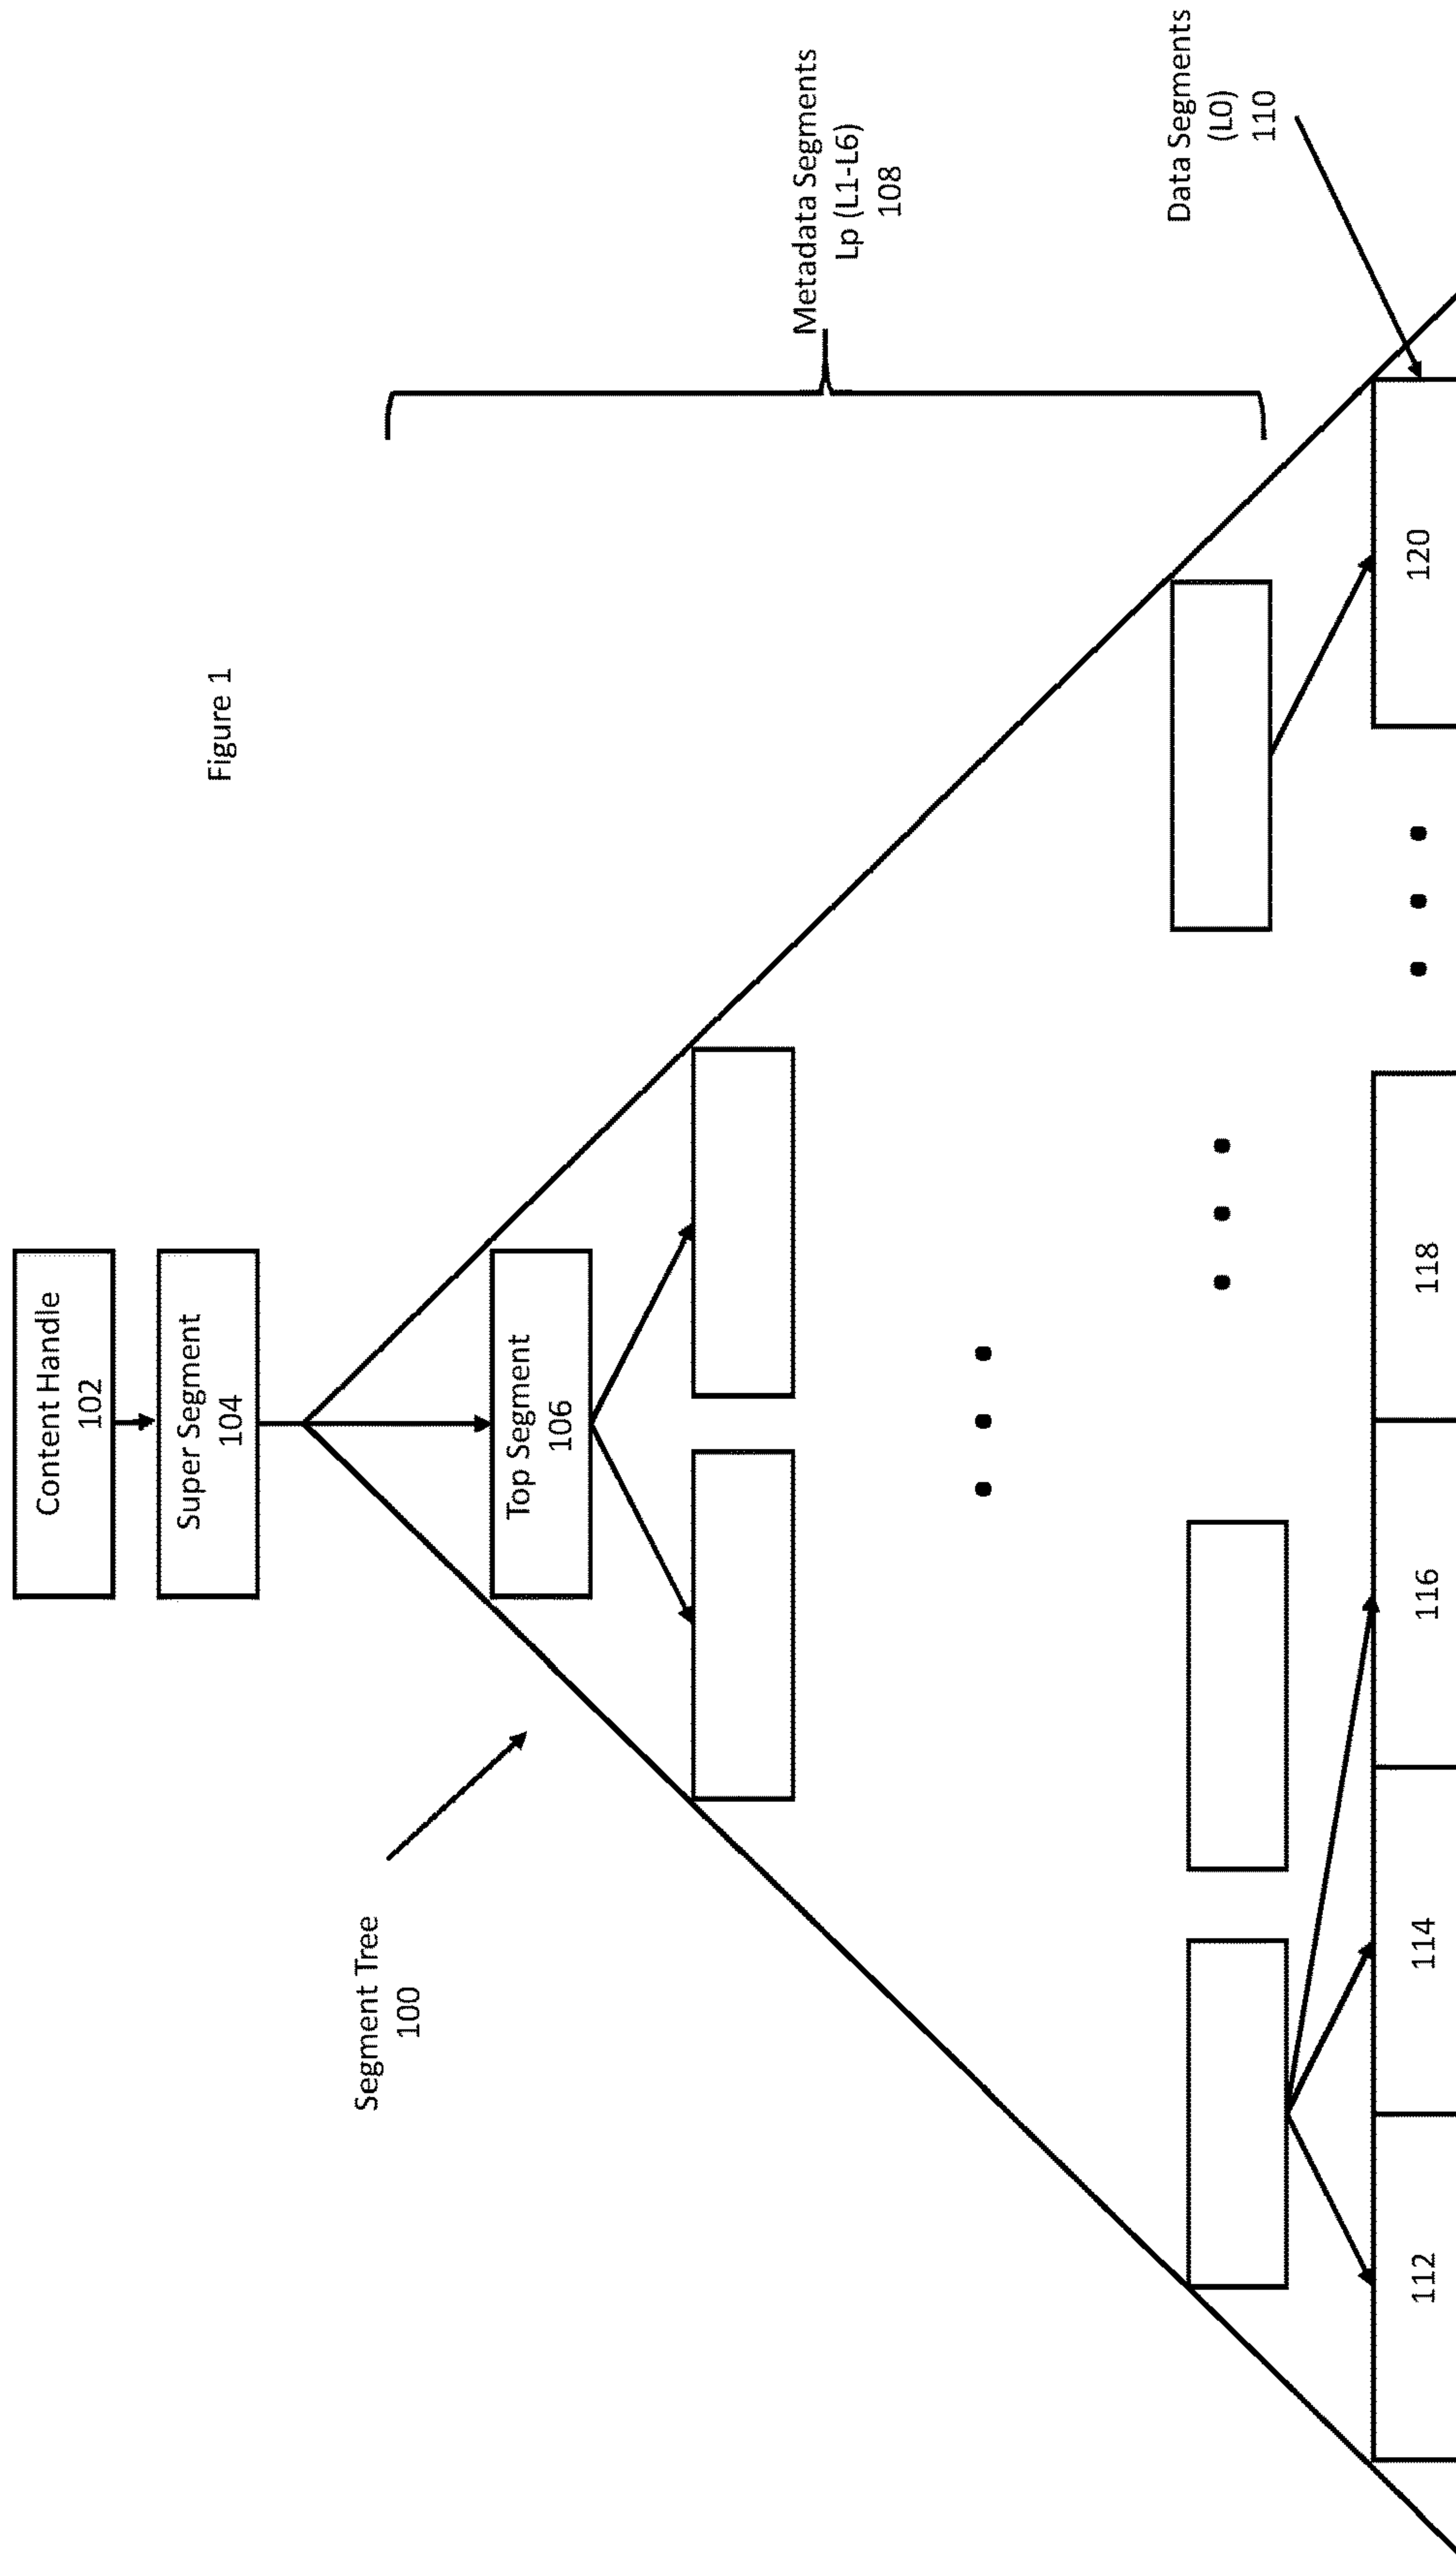 Content Handle
102
Super Segment
104
Figure 1
Segment Tree
100
Top Segment
106
Metadata Segments
Lp (L1-L6)
108
Data Segments
(L0)
110
112
114
116
118
120